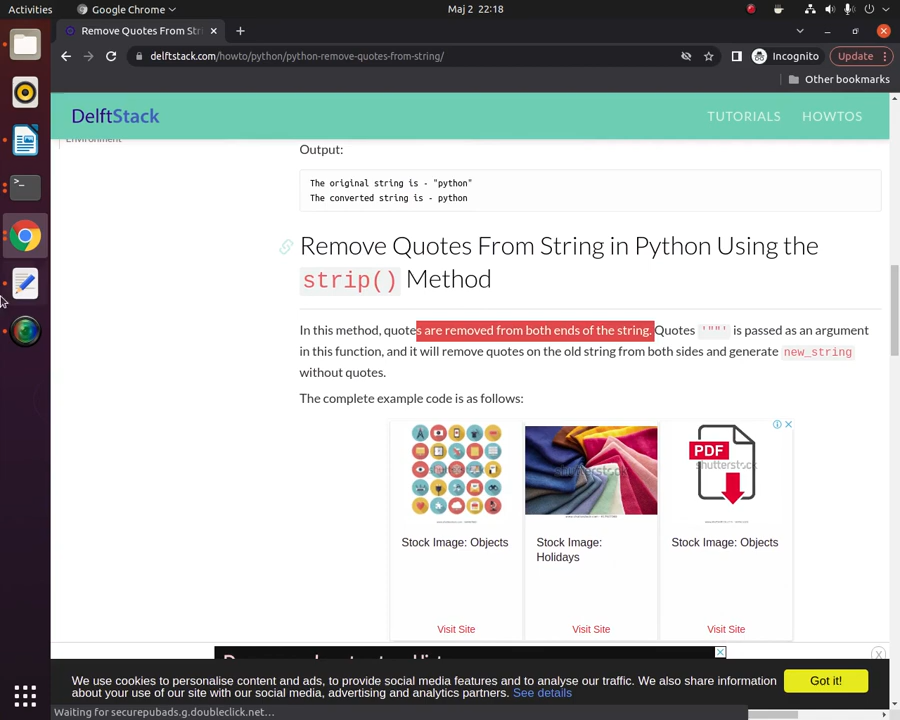 Activities
Google Chrome
Maj 2 22:18
Remove Quotes From Str
delftstack.com/howto/python/python-remove-quotes-from-string/
Incognito
Update
Other bookmarks
DelftStack
TUTORIALS
HOWTOS
Environment
Output:
The original string is - "python"
The converted string is - python
Remove Quotes From String in Python Using the
strip() Method
In this method, quotes are removed from both ends of the string. Quotes '""' is passed as an argument
in this function, and it will remove quotes on the old string from both sides and generate new_string
without quotes.
The complete example code is as follows:
shutterstock
shutterstock
PDF
shutterstock
Stock Image: Objects
Stock Image:
Holidays
Stock Image: Objects
Visit Site
Visit Site
Visit Site
We use cookies to personalise content and ads, to provide social media features and to analyse our traffic. We also share information
about your use of our site with our social media, advertising and analytics partners. See details
Got it!
Waiting for securepubads.g.doubleclick.net...